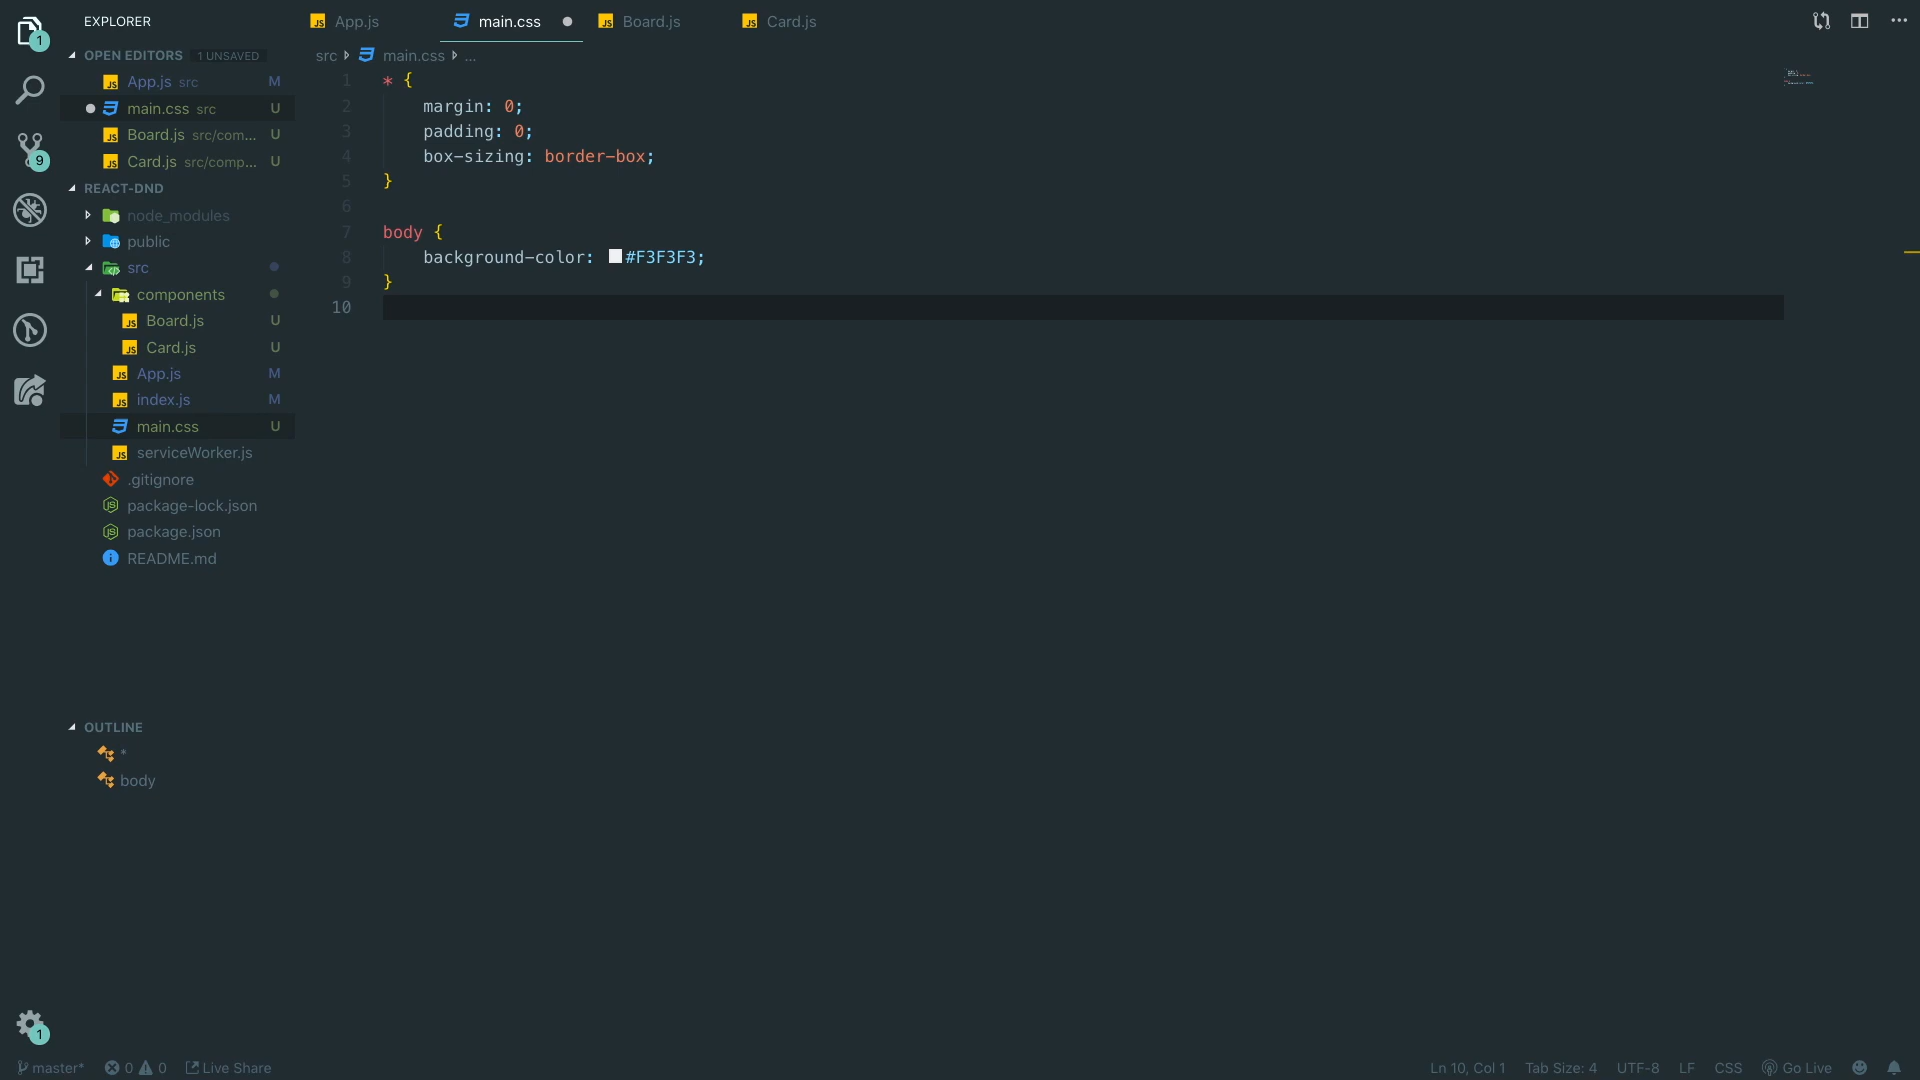 EXPLORER
OPEN EDITORS 1 UNSAVED
App.js src M
main.css src U
Board.js src/com... U
Card.js src/comp... U
REACT-DND
node_modules
public
src
components
Board.js U
Card.js U
App.js M
index.js M
main.css U
serviceWorker.js
.gitignore
package-lock.json
package.json
README.md
OUTLINE
*
body
1
9
1
App.js main.css Board.js Card.js
src main.css ...
1 * {
2 margin: 0;
3 padding: 0;
4 box-sizing: border-box;
5 }
6
7 body {
8 background-color: #F3F3F3;
9 }
10
master* 0 0 Live Share Ln 10, Col 1 Tab Size: 4 UTF-8 LF CSS Go Live